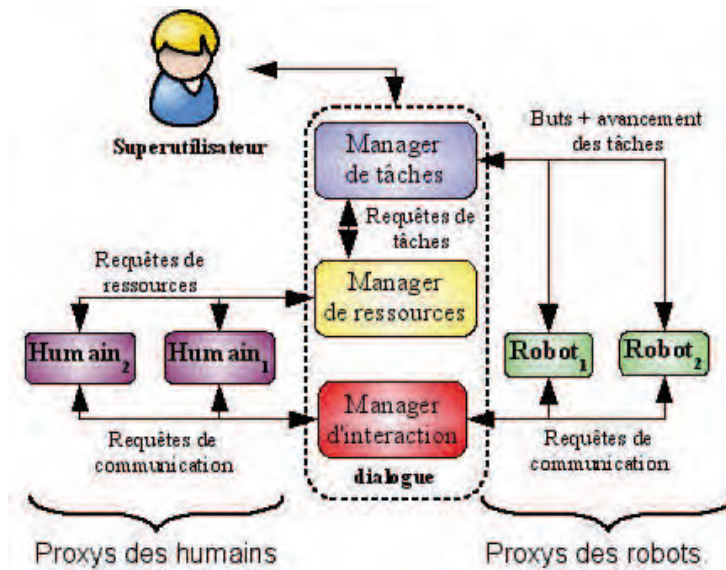 Superutilisateur
Manager
de tâches
Buts + avancement
des tâches
Requêtes de
tâches
Requêtes de
ressources
Manager
de ressources
Humain2
Humain1
Robot1
Robot2
Manager
d'interaction
Requêtes de
communication
Requêtes de
communication
dialogue
Proxys des humains
Proxys des robots